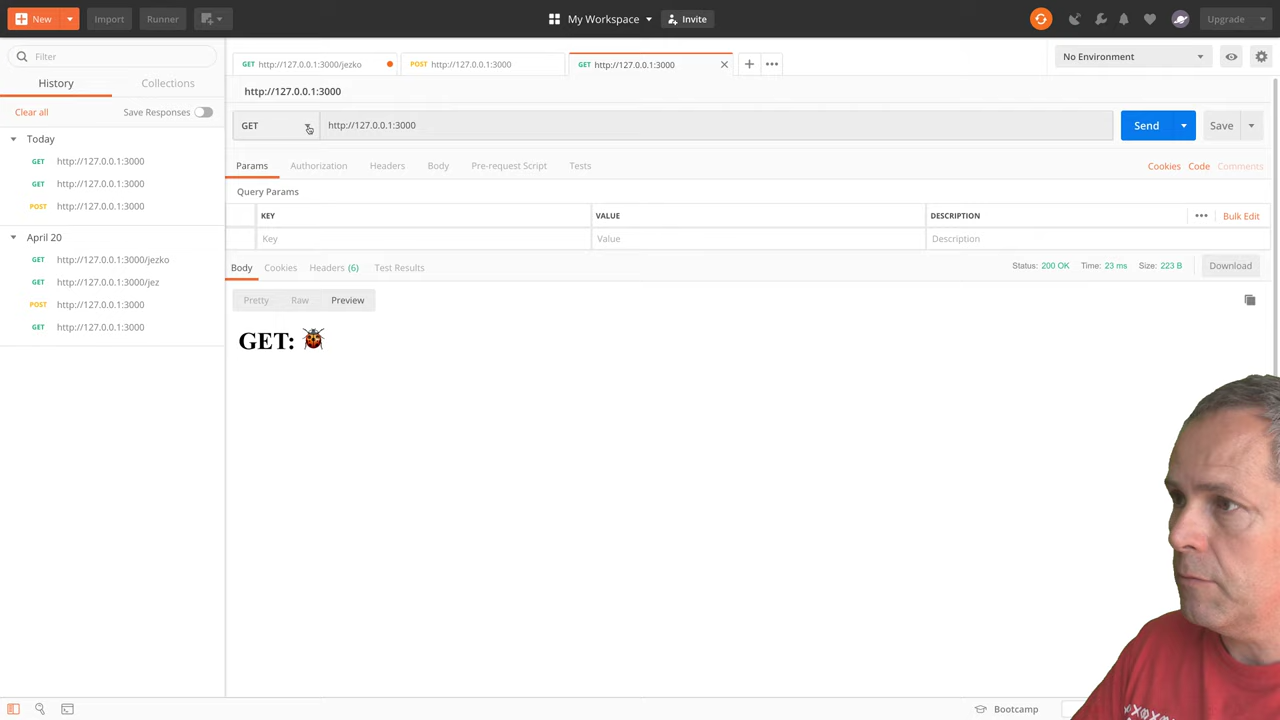 New Import Runner My Workspace Invite Upgrade
Filter
History Collections
Clear all Save Responses
Today
GET http://127.0.0.1:3000
GET http://127.0.0.1:3000
POST http://127.0.0.1:3000
April 20
GET http://127.0.0.1:3000/jezko
GET http://127.0.0.1:3000/jez
POST http://127.0.0.1:3000
GET http://127.0.0.1:3000
GET http://127.0.0.1:3000/jezko POST http://127.0.0.1:3000 GET http://127.0.0.1:3000 No Environment
http://127.0.0.1:3000
GET http://127.0.0.1:3000 Send Save
Params Authorization Headers Body Pre-request Script Tests Cookies Code Comments
Query Params
KEY VALUE DESCRIPTION Bulk Edit
Key Value Description
Body Cookies Headers (6) Test Results Status: 200 OK Time: 23 ms Size: 223 B Download
Pretty Raw Preview
GET: 🐞
Bootcamp